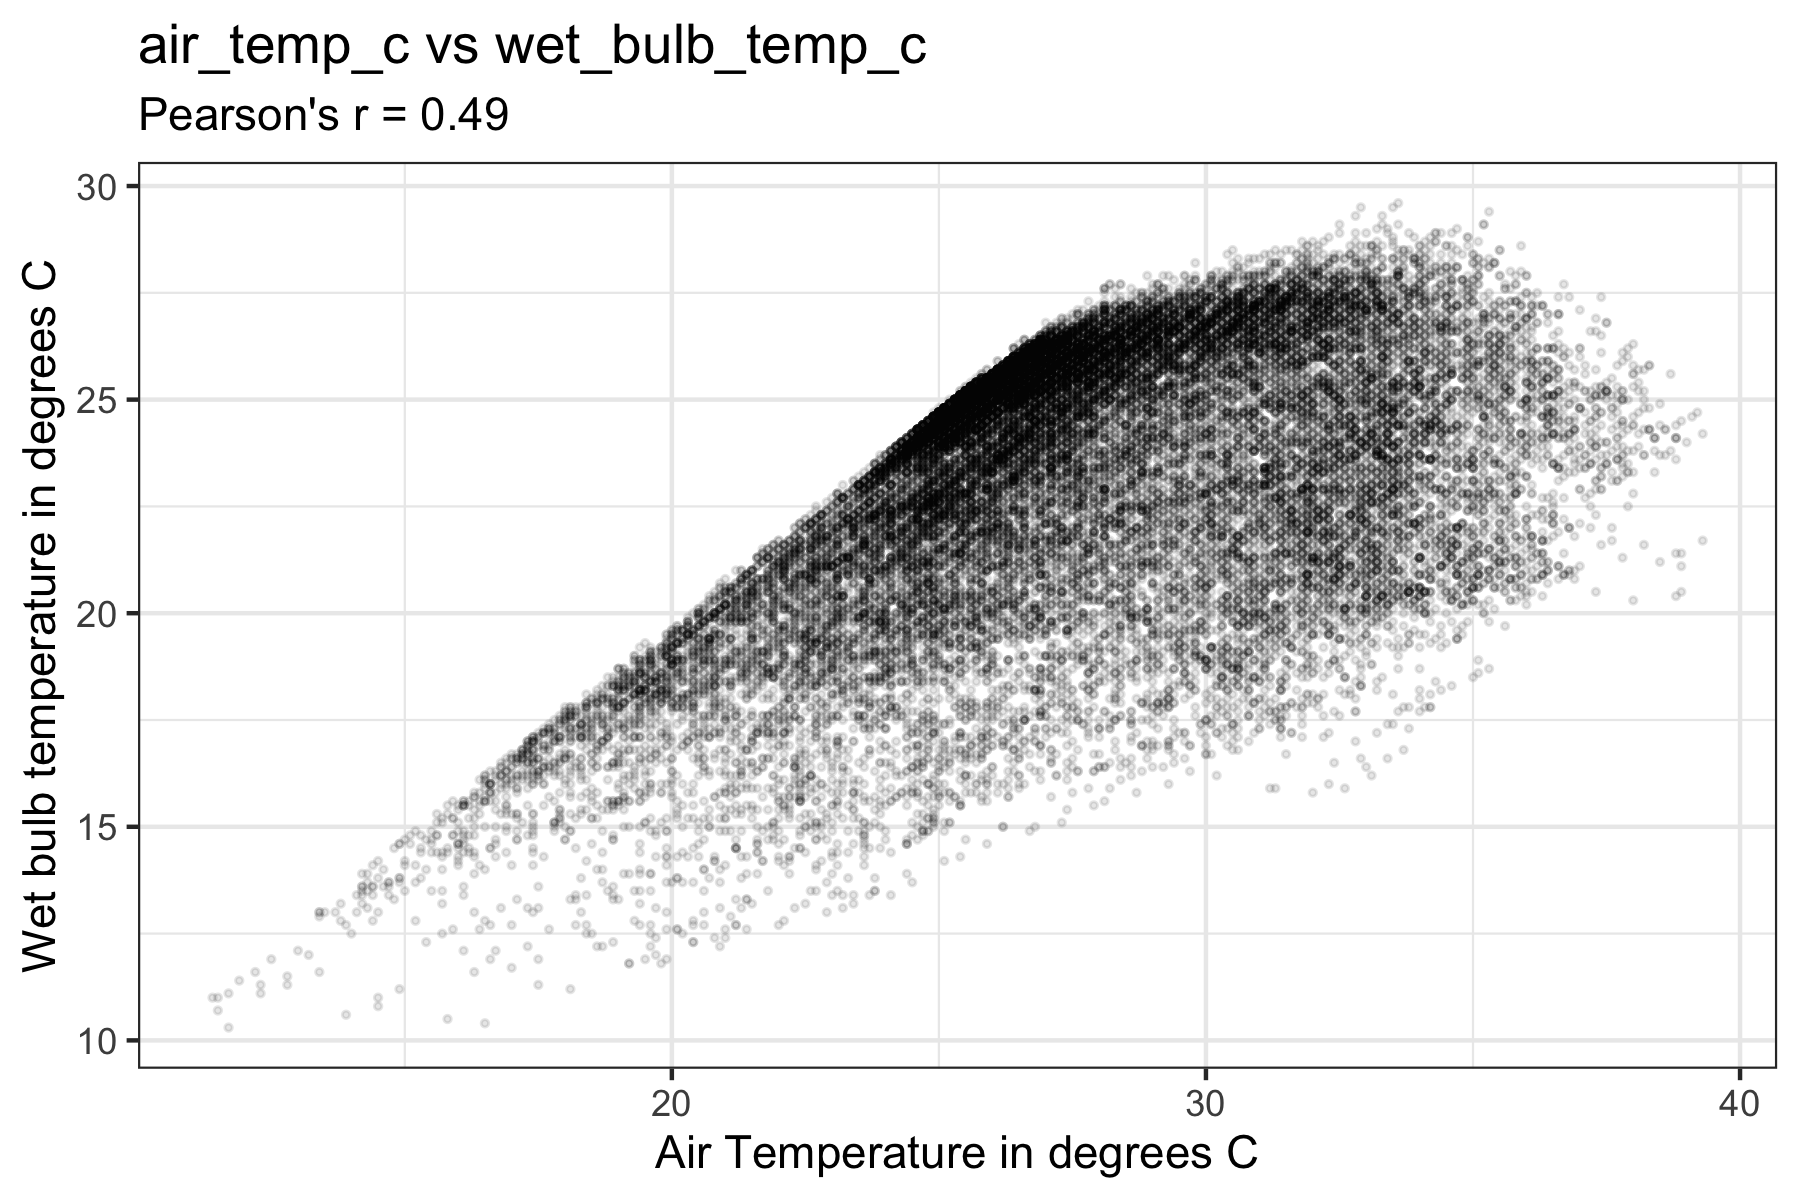 air_temp_c vs wet_bulb_temp_c
Pearson's r = 0.49
Wet bulb temperature in degrees C
30
25
20
15
10
20
30
40
Air Temperature in degrees C